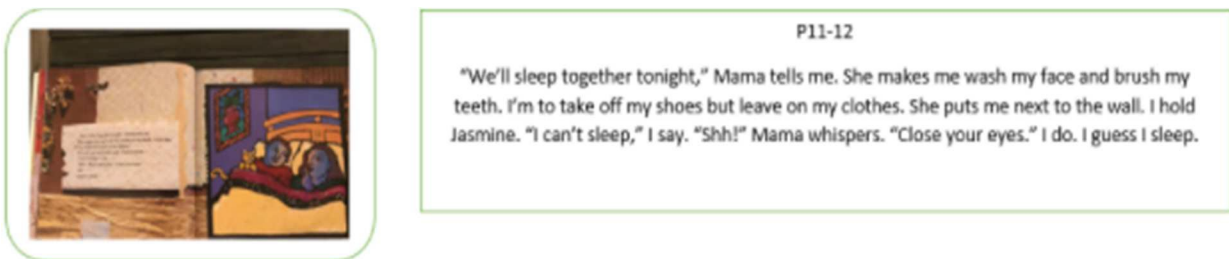 P11-12
“We’ll sleep together tonight,” Mama tells me. She makes me wash my face and brush my
teeth. I’m to take off my shoes but leave on my clothes. She puts me next to the wall. I hold
Jasmine. “I can’t sleep,” I say. “Shh!” Mama whispers. “Close your eyes.” I do. I guess I sleep.